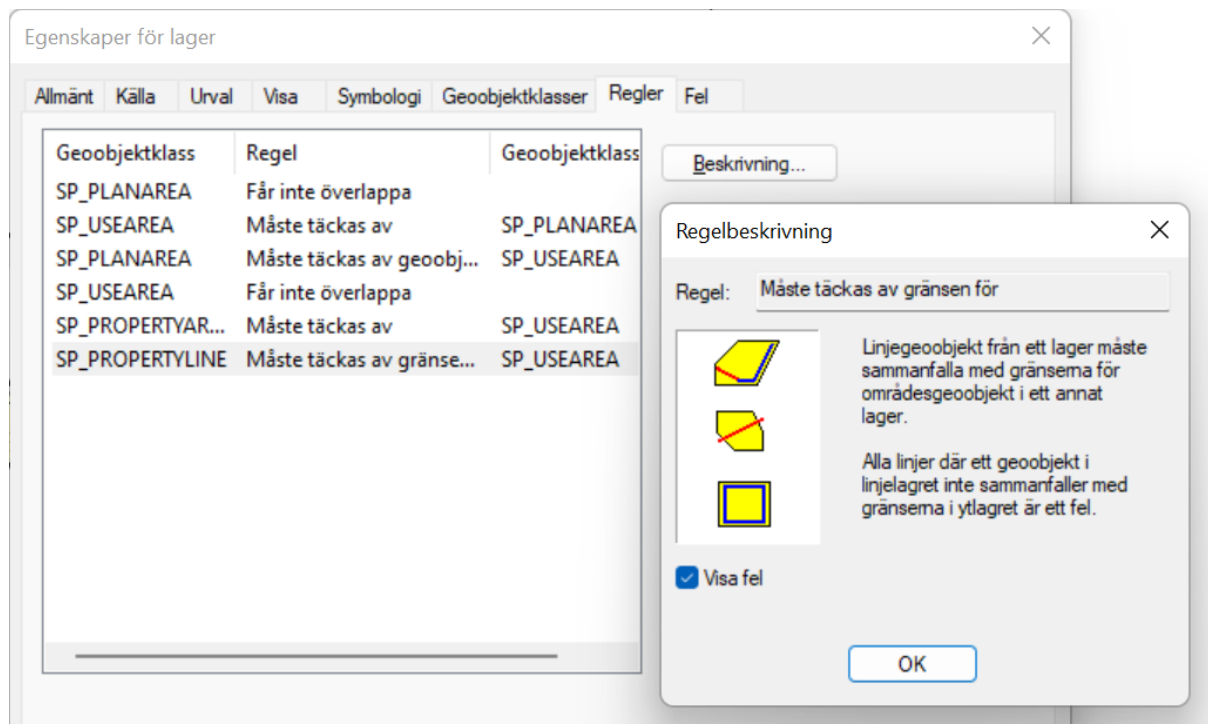 Egenskaper för lager
Allmänt Källa Urval Visa Symbologi Geoobjektklasser Regler Fel
Geoobjektklass Regel Geoobjektklass
SP_PLANAREA Får inte överlappa
SP_USEAREA Måste täckas av SP_PLANAREA
SP_PLANAREA Måste täckas av geoobj... SP_USEAREA
SP_USEAREA Får inte överlappa
SP_PROPERTYAR... Måste täckas av SP_USEAREA
SP_PROPERTYLINE Måste täckas av gränse... SP_USEAREA
Beskrivning...
Regelbeskrivning
Regel: Måste täckas av gränsen för
Linjegeoobjekt från ett lager måste
sammanfalla med gränserna för
områdesgeoobjekt i ett annat
lager.
Alla linjer där ett geoobjekt i
linjelagret inte sammanfaller med
gränserna i ytlagret är ett fel.
Visa fel
OK